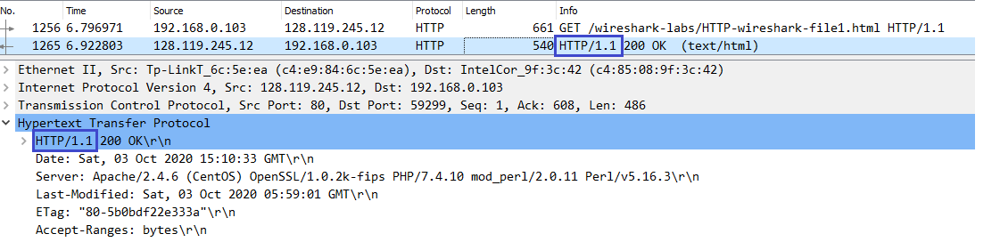 No. Time Source Destination Protocol Length Info
1256 6.796971 192.168.0.103 128.119.245.12 HTTP 661 GET /wireshark-labs/HTTP-wireshark-file1.html HTTP/1.1
1265 6.922803 128.119.245.12 192.168.0.103 HTTP 540 HTTP/1.1 200 OK (text/html)
Ethernet II, Src: Tp-LinkT_6c:5e:ea (c4:e9:84:6c:5e:ea), Dst: IntelCor_9f:3c:42 (c4:85:08:9f:3c:42)
Internet Protocol Version 4, Src: 128.119.245.12, Dst: 192.168.0.103
Transmission Control Protocol, Src Port: 80, Dst Port: 59299, Seq: 1, Ack: 608, Len: 486
Hypertext Transfer Protocol
HTTP/1.1 200 OK\r\n
Date: Sat, 03 Oct 2020 15:10:33 GMT\r\n
Server: Apache/2.4.6 (CentOS) OpenSSL/1.0.2k-fips PHP/7.4.10 mod_perl/2.0.11 Perl/v5.16.3\r\n
Last-Modified: Sat, 03 Oct 2020 05:59:01 GMT\r\n
ETag: "80-5b0bdf22e333a"\r\n
Accept-Ranges: bytes\r\n